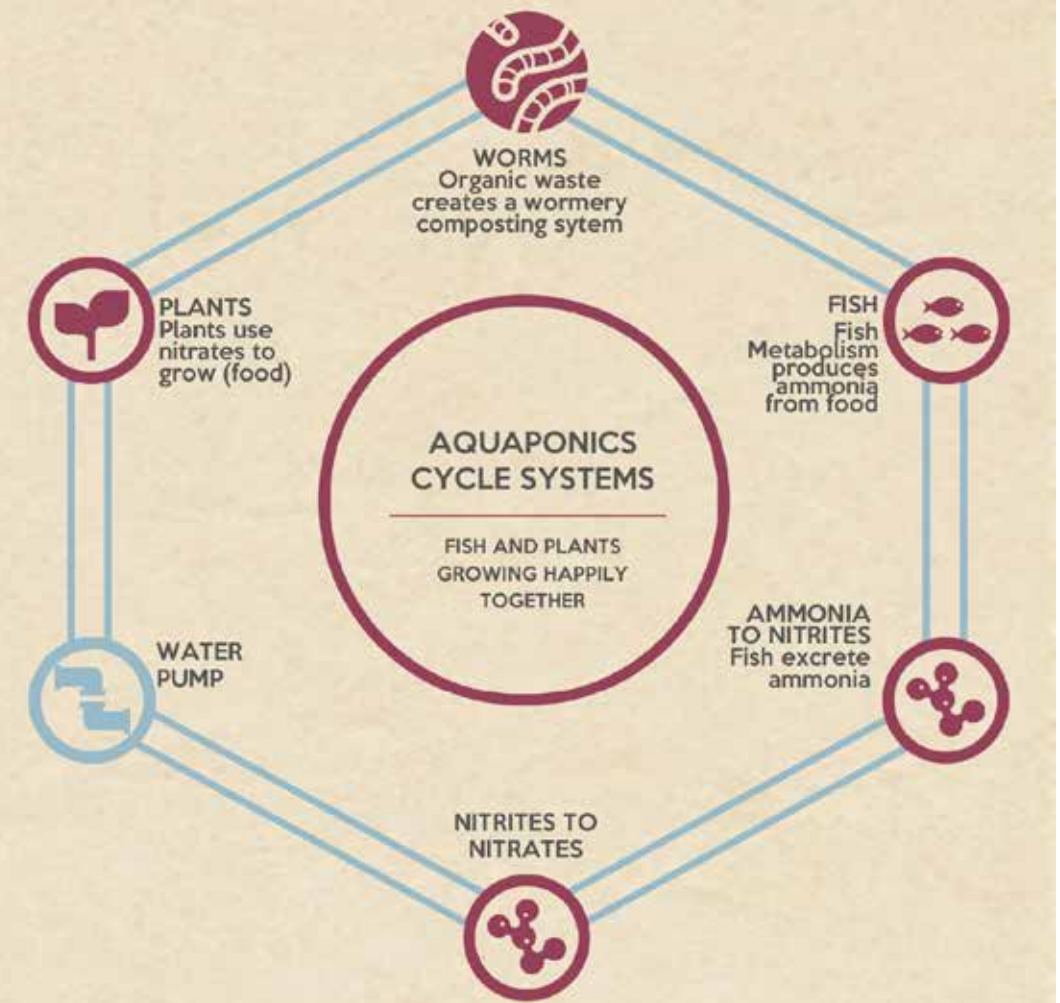 WORMS
Organic waste
creates a wormery
composting sytem
PLANTS
Plants use
nitrates to
grow (food)
FISH
Fish
Metabolism
produces
ammonia
from food
AQUAPONICS
CYCLE SYSTEMS
FISH AND PLANTS
GROWING HAPPILY
TOGETHER
WATER
PUMP
AMMONIA
TO NITRITES
Fish excrete
ammonia
NITRITES TO
NITRATES